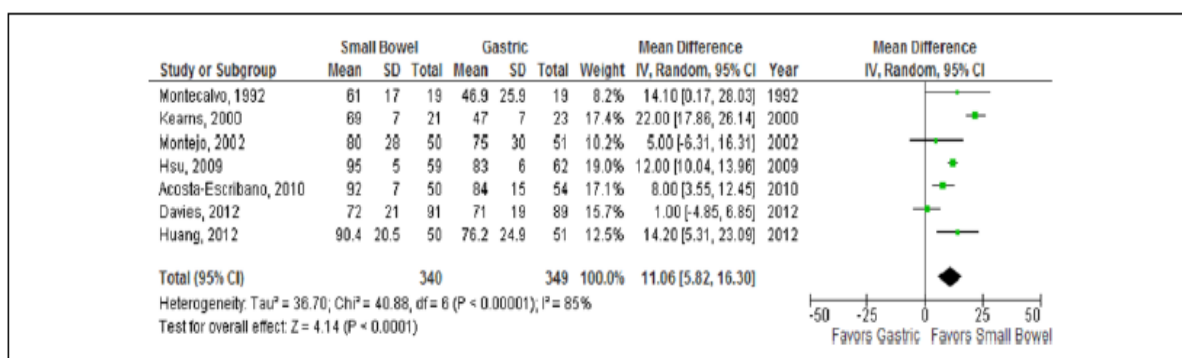 Small Bowel Gastric Mean Difference Mean Difference
Study or Subgroup Mean SD Total Mean SD Total Weight IV, Random, 95% CI Year IV, Random, 95% CI
Montecalvo, 1992 61 17 19 46.9 25.9 19 8.2% 14.10 [0.17, 28.03] 1992
Kearns, 2000 69 7 21 47 7 23 17.4% 22.00 [17.86, 26.14] 2000
Montejo, 2002 80 28 50 75 30 51 10.2% 5.00 [-6.31, 16.31] 2002
Hsu, 2009 95 5 59 83 6 62 19.0% 12.00 [10.04, 13.96] 2009
Acosta-Escribano, 2010 92 7 50 84 15 54 17.1% 8.00 [3.55, 12.45] 2010
Davies, 2012 72 21 91 71 19 89 15.7% 1.00 [-4.85, 6.85] 2012
Huang, 2012 90.4 20.5 50 76.2 24.9 51 12.5% 14.20 [5.31, 23.09] 2012
Total (95% CI) 340 349 100.0% 11.06 [5.82, 16.30]
Heterogeneity: Tau² = 36.70; Chi² = 40.88, df = 6 (P < 0.00001); I² = 85%
Test for overall effect: Z = 4.14 (P < 0.0001)
-50 -25 0 25 50
Favors Gastric Favors Small Bowel